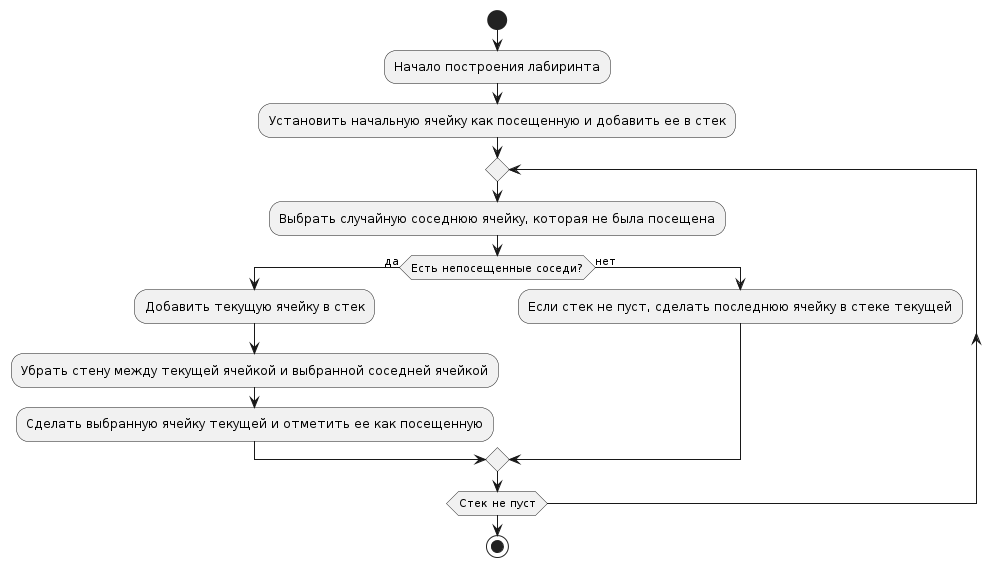 Начало построения лабиринта
Установить начальную ячейку как посещенную и добавить ее в стек
Выбрать случайную соседнюю ячейку, которая не была посещена
да
Есть непосещенные соседи?
нет
Добавить текущую ячейку в стек
Если стек не пуст, сделать последнюю ячейку в стеке текущей
Убрать стену между текущей ячейкой и выбранной соседней ячейкой
Сделать выбранную ячейку текущей и отметить ее как посещенную
Стек не пуст